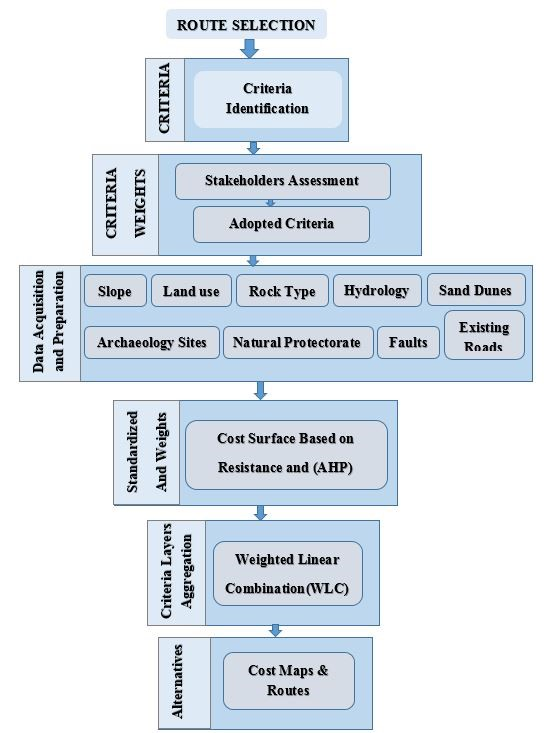 ROUTE SELECTION
CRITERIA
Criteria
Identification
CRITERIA
WEIGHTS
Stakeholders Assessment
Adopted Criteria
Data Acquisition
and Preparation
Slope
Land use
Rock Type
Hydrology
Sand Dunes
Archaeology Sites
Natural Protectorate
Faults
Existing
Roads
Standardized
And Weights
Cost Surface Based on
Resistance and (AHP)
Criteria Layers
Aggregation
Weighted Linear
Combination(WLC)
Alternatives
Cost Maps &
Routes